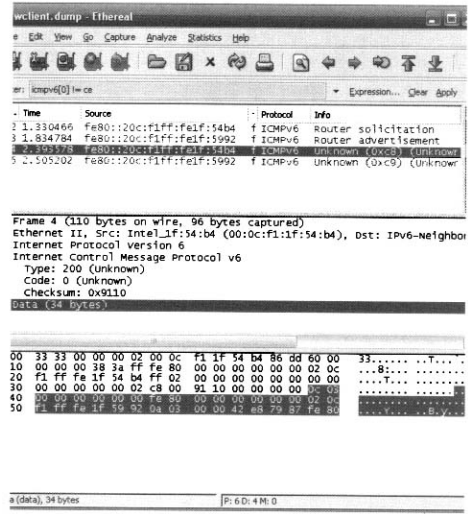 wclient.dump - Ethereal
e Edit View Go Capture Analyze Statistics Help
er: icmpv6[0] != ce Expression... Clear Apply
- Time Source - Protocol Info
2 1.330466 fe80::20c:f1ff:fe1f:54b4 f ICMPv6 Router solicitation
3 1.834784 fe80::20c:f1ff:fe1f:5992 f ICMPv6 Router advertisement
2.393578 fe80::20c:f1ff:fe1f:54b4 f ICMPv6 Unknown (0xc8) (Unknowr
5 2.505202 fe80::20c:f1ff:fe1f:5992 f ICMPv6 Unknown (0xc9) (Unknowr
Frame 4 (110 bytes on wire, 96 bytes captured)
Ethernet II, Src: Intel_1f:54:b4 (00:0c:f1:1f:54:b4), Dst: IPv6-Neighbor
Internet Protocol Version 6
Internet Control Message Protocol v6
Type: 200 (Unknown)
Code: 0 (Unknown)
Checksum: 0x9110
Data (34 bytes)
00 33 33 00 00 00 02 00 0c f1 1f 54 b4 86 dd 60 00 33...... ...T...`.
10 00 00 00 38 3a ff fe 80 00 00 00 00 00 00 02 0c ...8:... ........
20 f1 ff fe 1f 54 b4 ff 02 00 00 00 00 00 00 00 00 ....T... ........
30 00 00 00 00 00 02 c8 00 91 10 00 00 00 00 0c 03 ........ ........
40 00 00 00 00 00 00 fe 80 00 00 00 00 00 00 02 0c ........ ........
50 f1 ff fe 1f 59 92 0a 03 00 00 42 e8 79 87 fe 80 ....Y... ..B.y...
a (data), 34 bytes P: 6 D: 4 M: 0